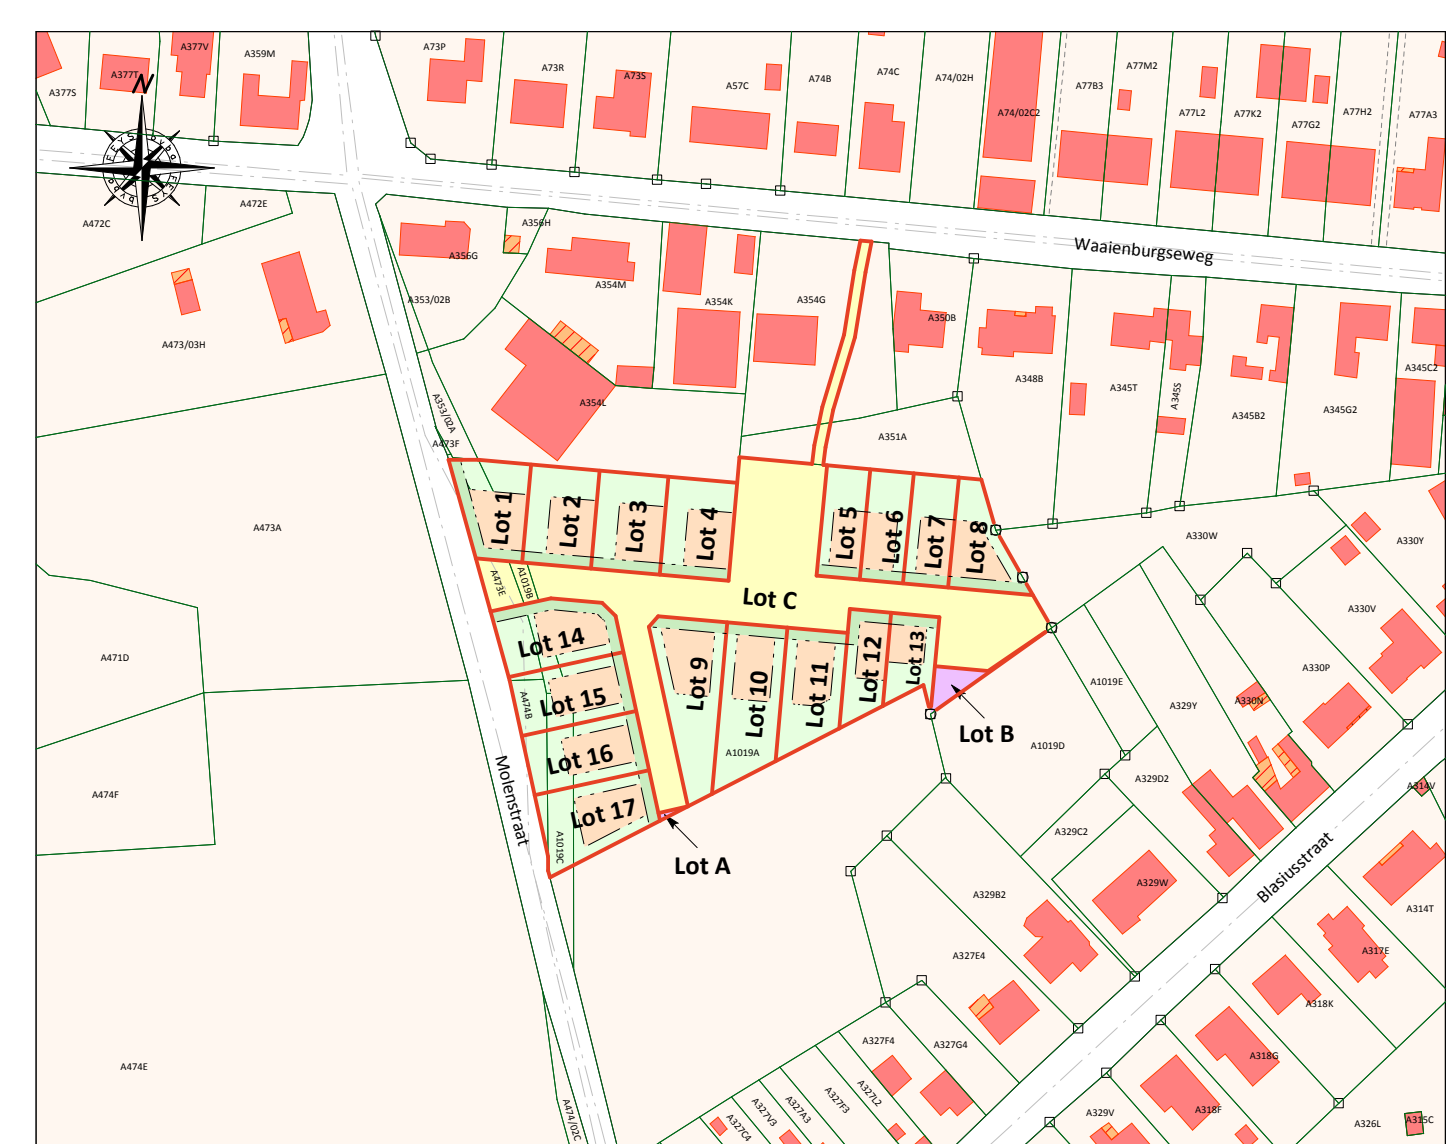 A377S
A377T
A377V
A359M
A73P
A73R
A73S
A57C
A74B
A74C
A74/02H
A74/02C2
A77B3
A77M2
A77L2
A77K2
A77G2
A77H2
A77A3
N
A472C
A472E
A356H
A356G
A353/02B
A354M
A354K
A354G
Waaienburgseweg
A350B
A348B
A345T
A345S
A345B2
A345G2
A345C2
A473/03H
A353/02A
A473F
A354L
A351A
A473A
Lot 1
Lot 2
Lot 3
Lot 4
Lot 5
Lot 6
Lot 7
Lot 8
A330W
A330Y
A473E
A1019B
Lot C
A330V
A330P
A471D
Lot 14
Lot 9
Lot 10
Lot 11
Lot 12
Lot 13
A1019E
A329Y
A330N
A474B
Lot 15
Lot B
A1019D
A1019A
Lot 16
A474F
Molenstraat
Lot 17
A1019C
Lot A
A329D2
A329C2
A314V
Blasiusstraat
A329W
A329B2
A314T
A317E
A327E4
A318K
A474E
A327F4
A327G4
A318G
A474/02C
A327C4
A327V3
A327A3
A327F3
A327L2
A329V
A318F
A326L
A315C